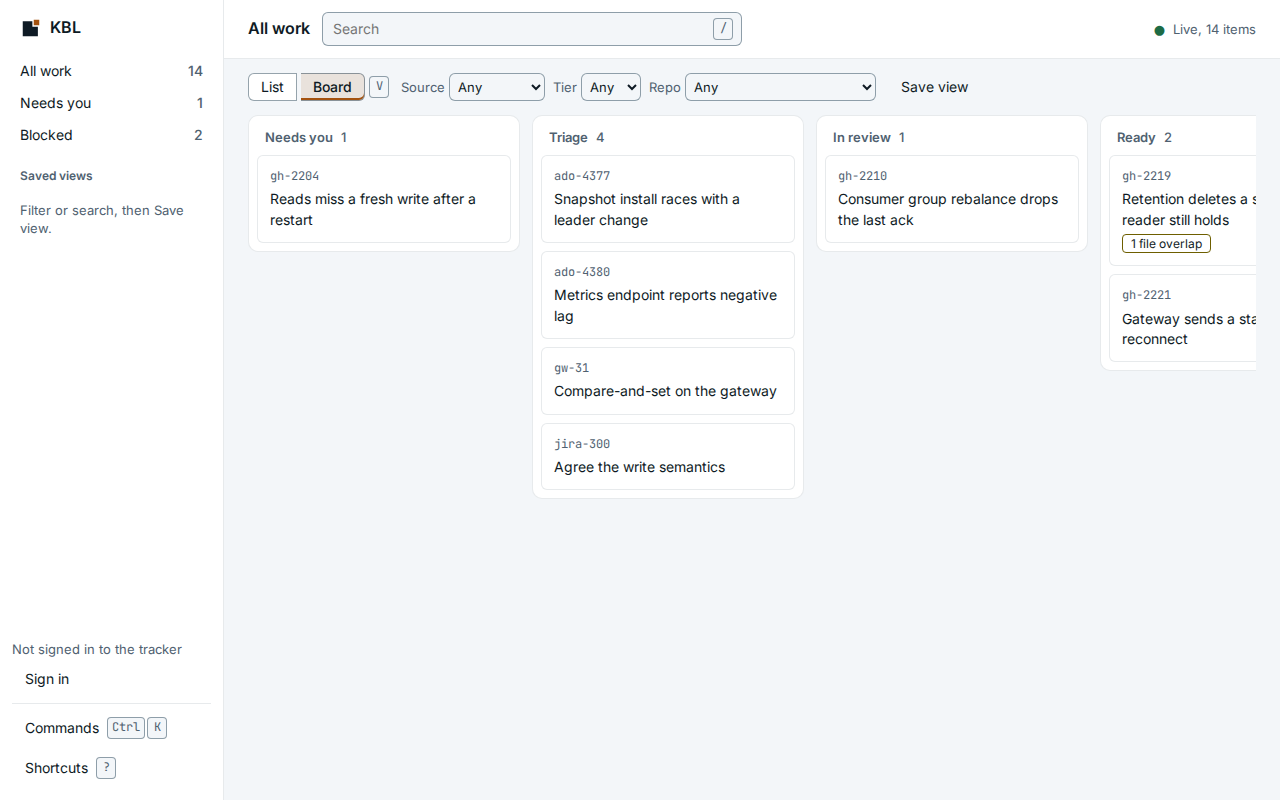 KBL
All work 14
Needs you 1
Blocked 2
Saved views
Filter or search, then Save
view.
Not signed in to the tracker
Sign in
Commands Ctrl K
Shortcuts ?
All work Search / Live, 14 items
List Board V Source Any Tier Any Repo Any Save view
Needs you 1
gh-2204
Reads miss a fresh write after a
restart
Triage 4
ado-4377
Snapshot install races with a
leader change
ado-4380
Metrics endpoint reports negative
lag
gw-31
Compare-and-set on the gateway
jira-300
Agree the write semantics
In review 1
gh-2210
Consumer group rebalance drops
the last ack
Ready 2
gh-2219
Retention deletes a
reader still holds
1 file overlap
gh-2221
Gateway sends a
reconnect